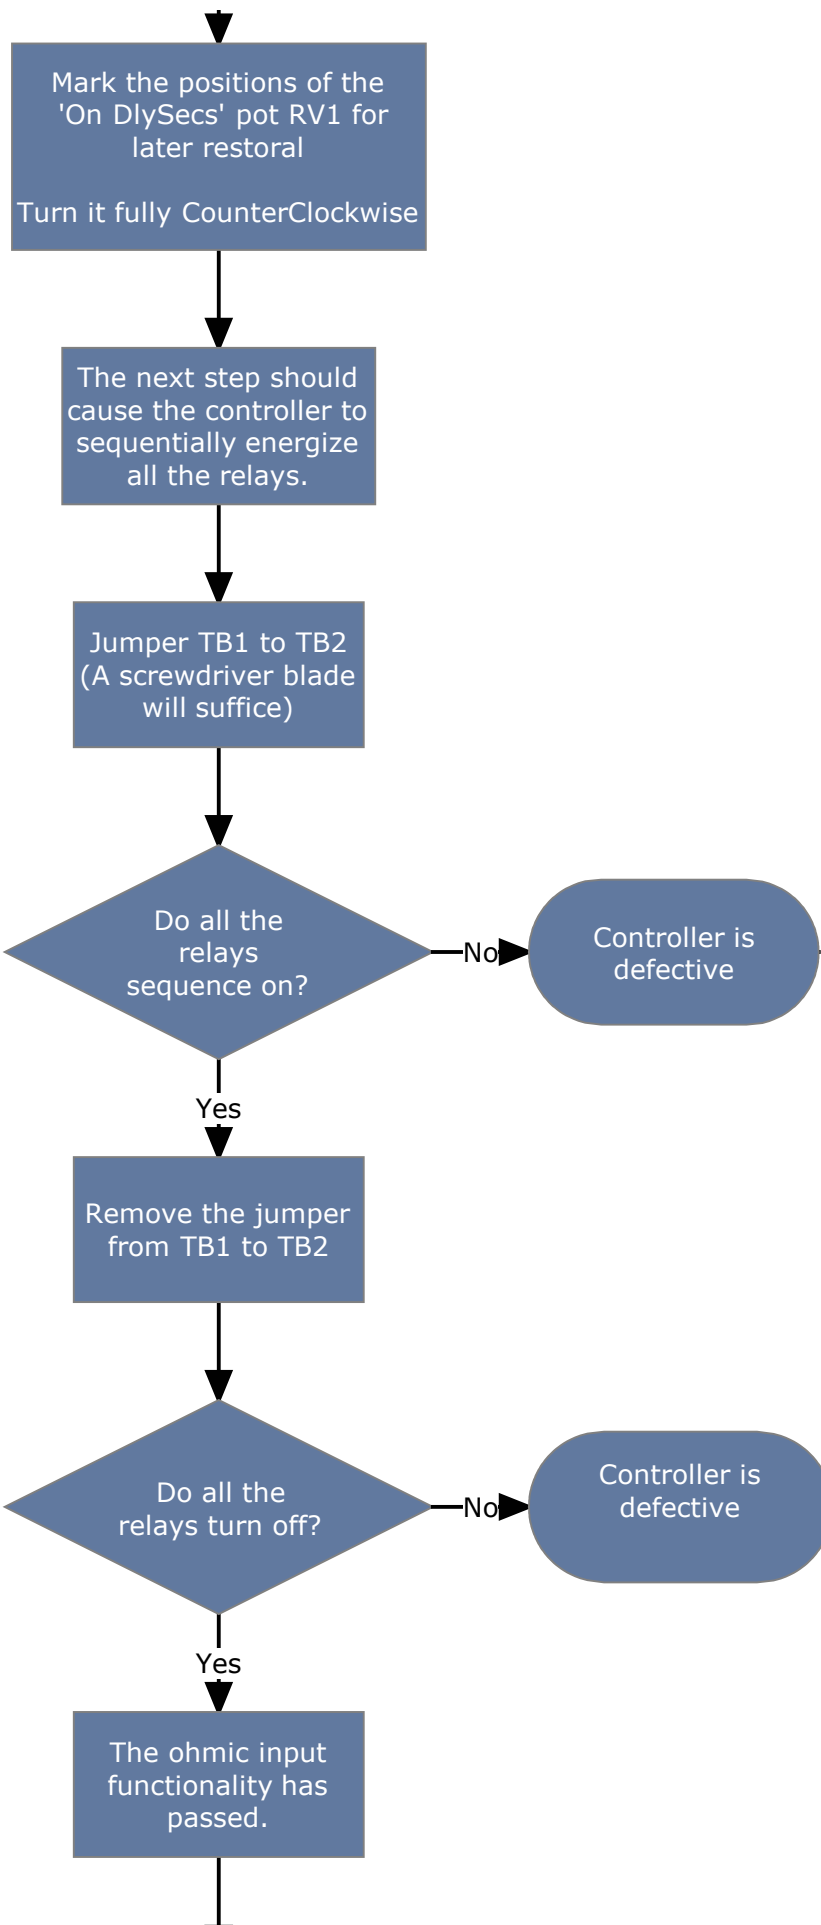 Mark the positions of the
'On DlySecs' pot RV1 for
later restoral
Turn it fully CounterClockwise
The next step should
cause the controller to
sequentially energize
all the relays.
Jumper TB1 to TB2
(A screwdriver blade
will suffice)
Do all the
relays
sequence on?
No
Controller is
defective
Yes
Remove the jumper
from TB1 to TB2
Do all the
relays turn off?
No
Controller is
defective
Yes
The ohmic input
functionality has
passed.